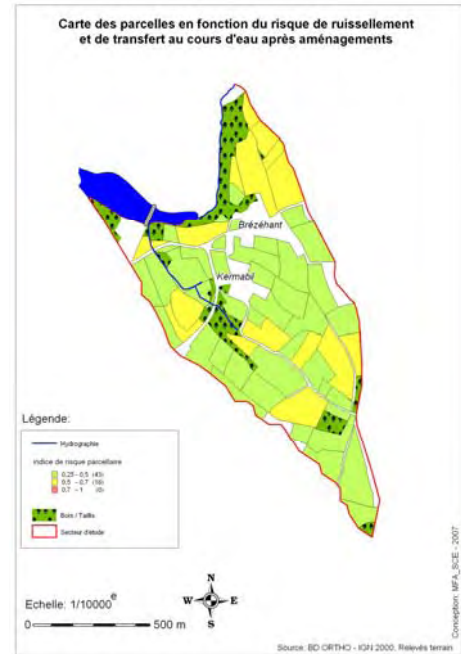 Carte des parcelles en fonction du risque de ruissellement
et de transfert au cours d'eau après aménagements
Brézéhant
Kermabil
Légende:
Hydrographie
indice de risque parcellaire
0,25 - 0,5 (43)
0,5 - 0,7 (16)
0,7 - 1 (0)
Bois / Taillis
Secteur d'étude
N
W E
S
Echelle: 1/10000e
0 500 m
Conception: MFA_SCE - 2007
Source: BD ORTHO - IGN 2000, Relevés terrain